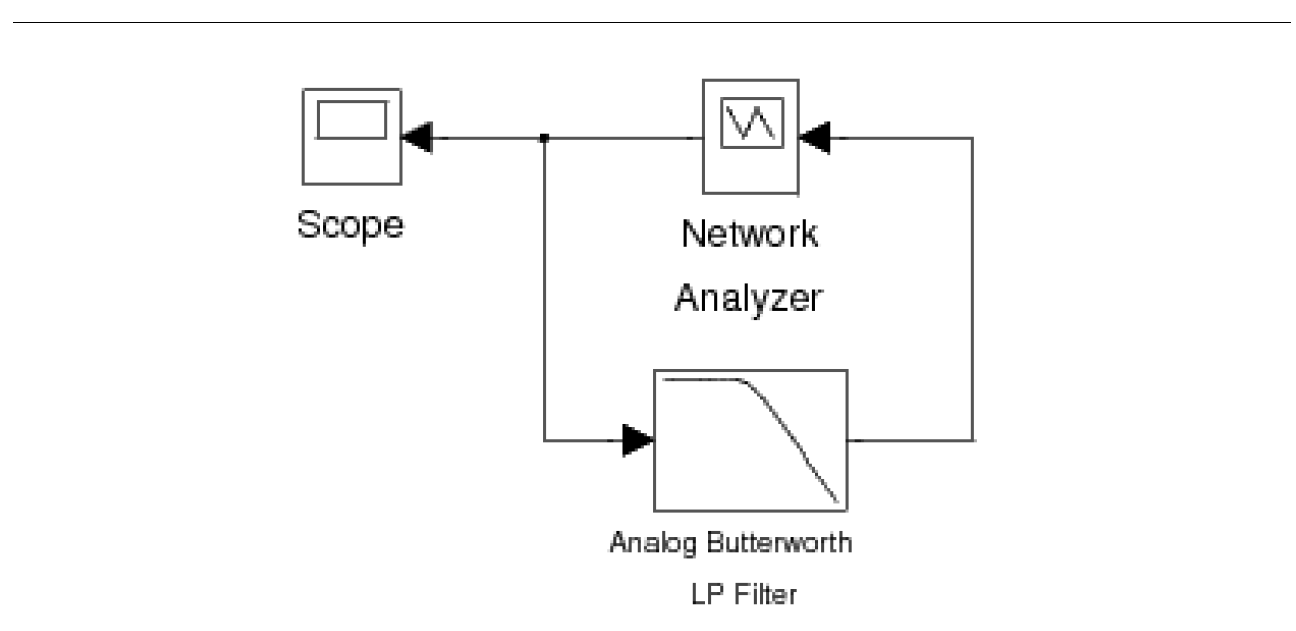 Scope
Network
Analyzer
Analog Butterworth
LP Filter